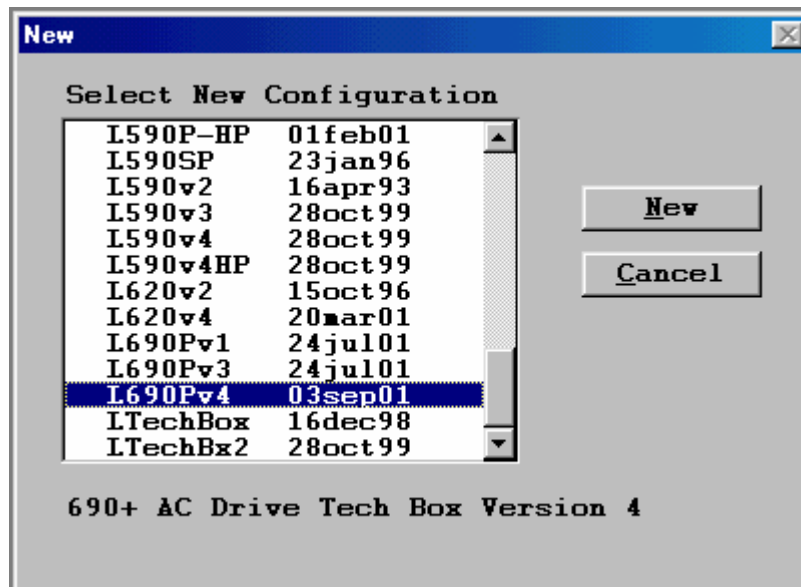 New
Select New Configuration
L590P-HP 01feb01
L590SP 23jan96
L590v2 16apr93
L590v3 28oct99
L590v4 28oct99
L590v4HP 28oct99
L620v2 15oct96
L620v4 20mar01
L690Pv1 24jul01
L690Pv3 24jul01
L690Pv4 03sep01
LTechBox 16dec98
LTechBx2 28oct99
New
Cancel
690+ AC Drive Tech Box Version 4